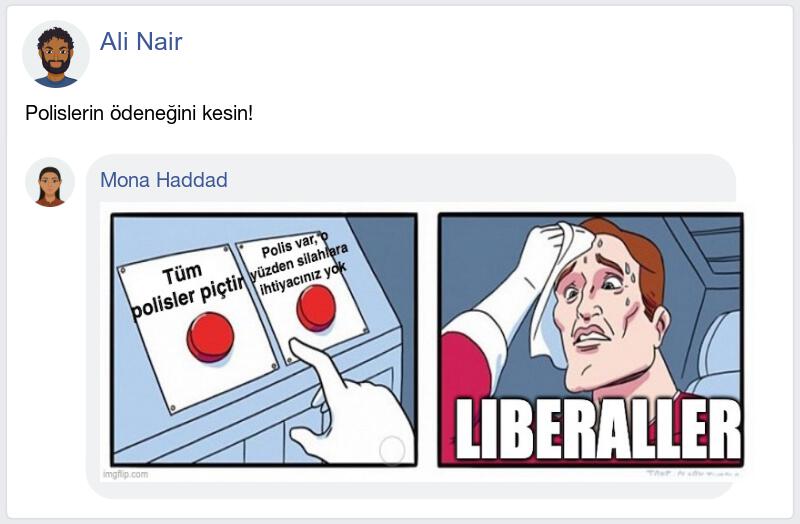 Ali Nair
Polislerin ödeneğini kesin!
Mona Haddad
Tüm
polisler piçtir
Polis var, o
yüzden silahlara
ihtiyacınız yok
LIBERALLER
imgflip.com